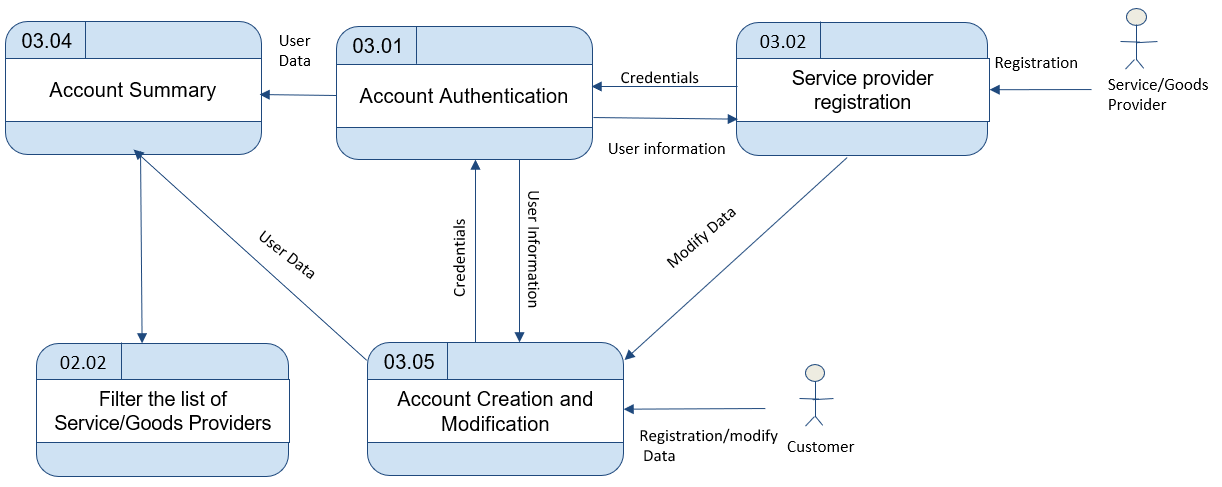 03.04
Account Summary
User
Data
03.01
Account Authentication
Credentials
User information
03.02
Service provider
registration
Registration
Service/Goods
Provider
User Data
Credentials
User Information
Modify Data
02.02
Filter the list of
Service/Goods Providers
03.05
Account Creation and
Modification
Registration/modify
Data
Customer